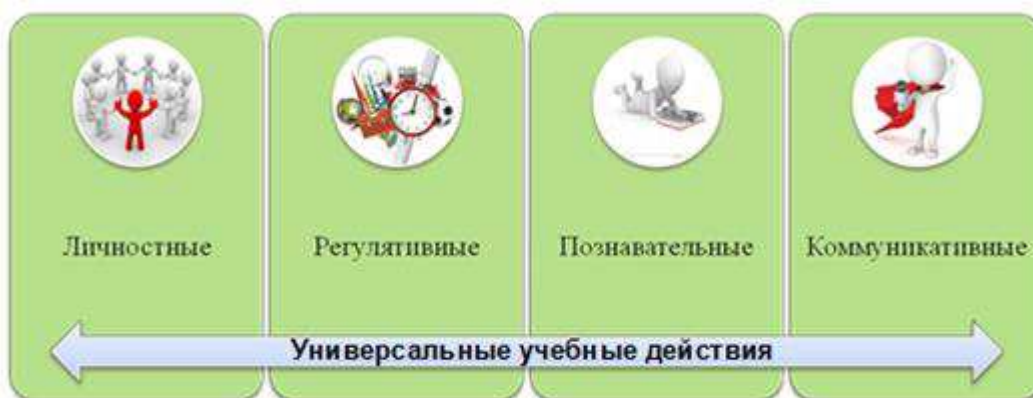 Личностные
Регулятивные
Познавательные
Коммуникативные
Универсальные учебные действия